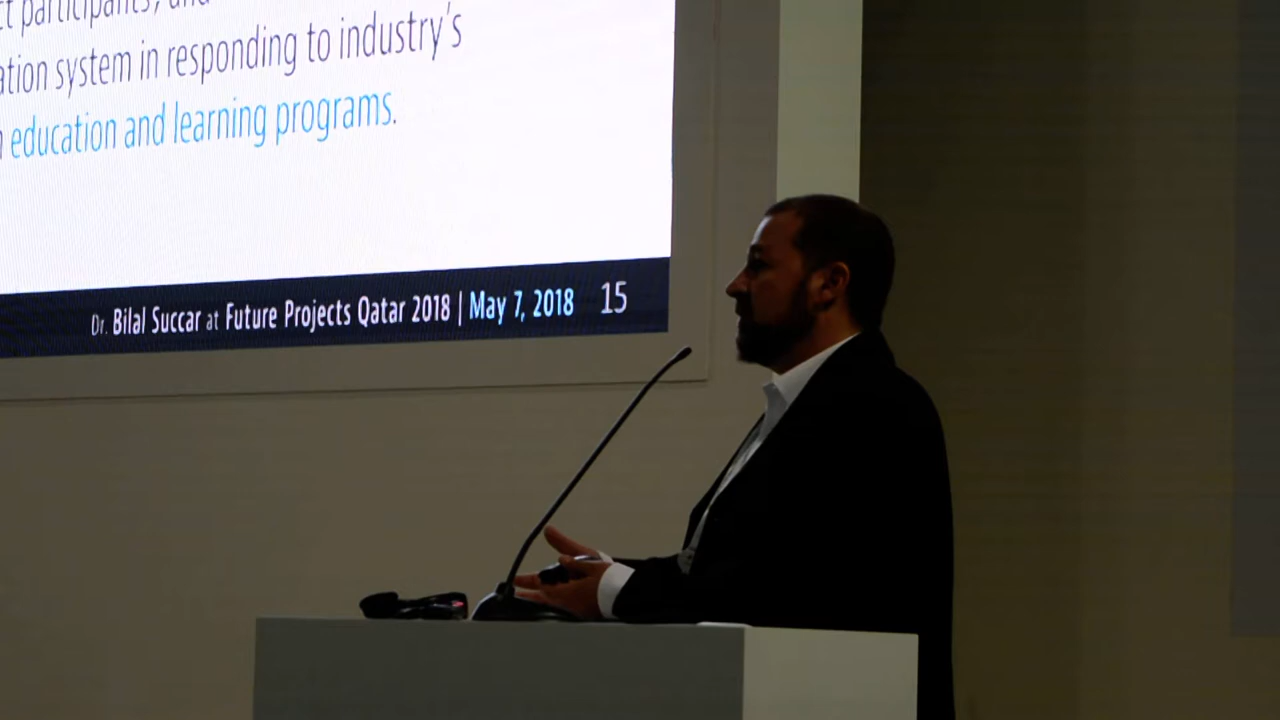 participants, and
ation system in responding to industry's
education and learning programs.
Dr. Bilal Succar at Future Projects Qatar 2018 | May 7, 2018 15